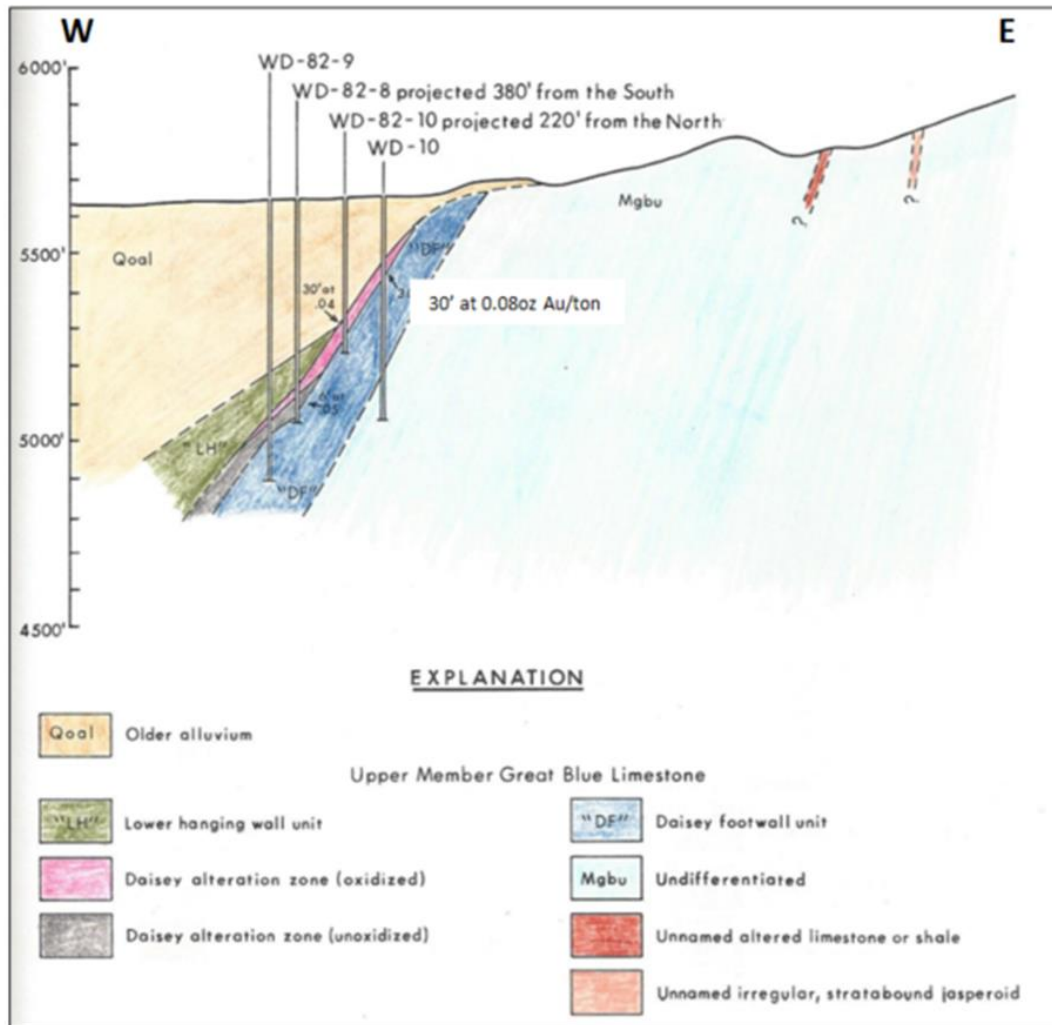 W
E
6000'
WD-82-9
WD-82-8 projected 380' from the South
WD-82-10 projected 220' from the North
WD-10
Mgbu
?
?
5500'
Qoal
"DF"
30' at
.04
30' at 0.08oz Au/ton
5000'
"LH"
"DF"
4500'
EXPLANATION
Qoal Older alluvium
Upper Member Great Blue Limestone
"LH" Lower hanging wall unit
"DF" Daisey footwall unit
Daisey alteration zone (oxidized)
Mgbu Undifferentiated
Daisey alteration zone (unoxidized)
Unnamed altered limestone or shale
Unnamed irregular, stratabound jasperoid